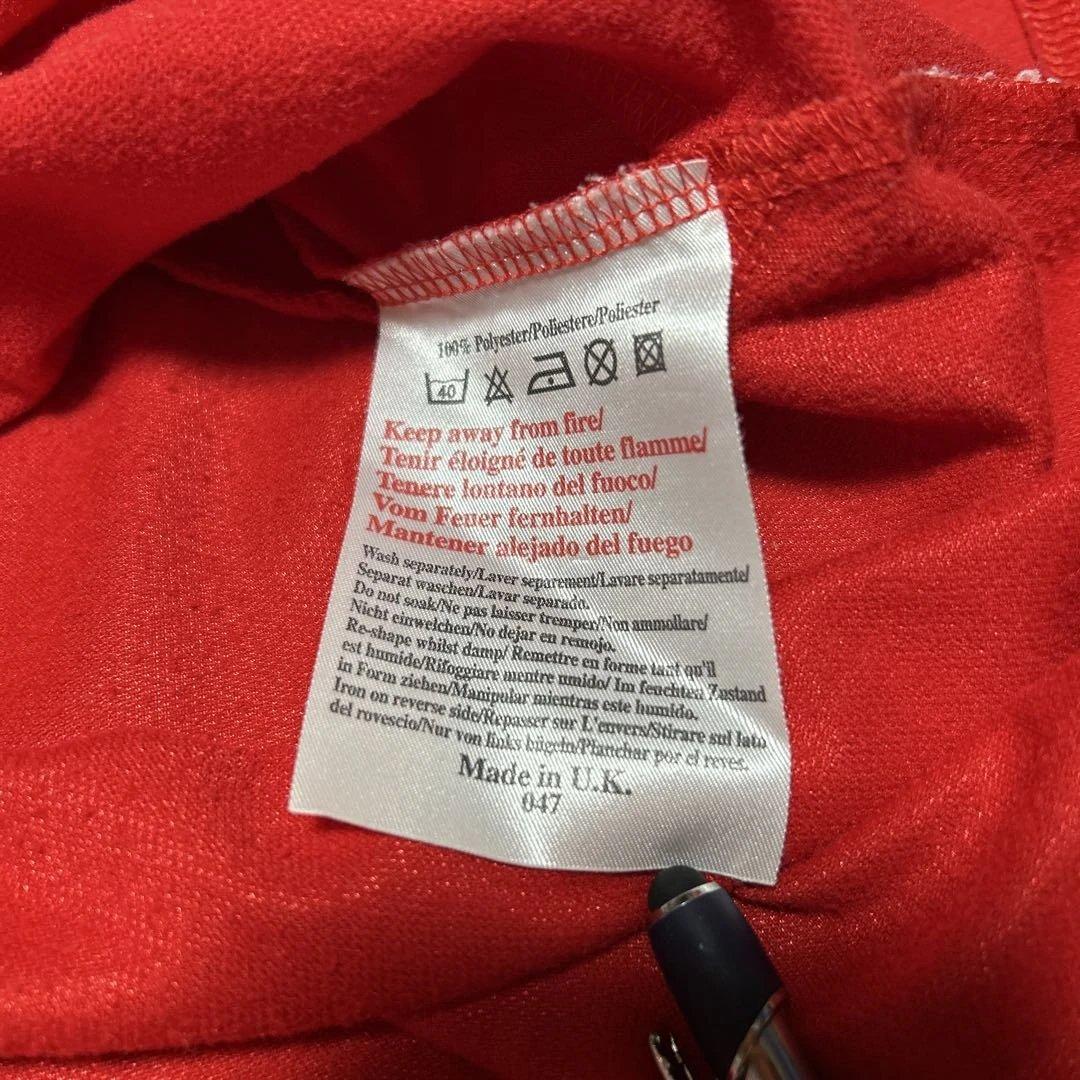 100% Polyester/Poliestere/Poliester
40
Keep away from fire/
Tenir éloigné de toute flamme/
Tenere lontano del fuoco/
Vom Feuer fernhalten/
Mantener alejado del fuego
Wash separately/Laver separement/Lavare separatamente/
Separat waschen/Lavar separado.
Do not soak/Ne pas laisser tremper/Non ammollare/
Nicht einwelchen/No dejar en remojo.
Re-shape whilst damp/ Remettre en forme tant qu'il
est humide/Rifoggiare mentre umido/ Im feuchten Zustand
in Form ziehen/Manipular mientras este humido.
Iron on reverse side/Repasser sur L'envers/Stirare sul lato
del rovescio/Nur von links bügeln/Planchar por el reves.
Made in U.K.
047